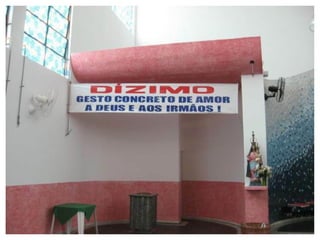 DÍZIMO
GESTO CONCRETO DE AMOR
A DEUS E AOS IRMÃOS !